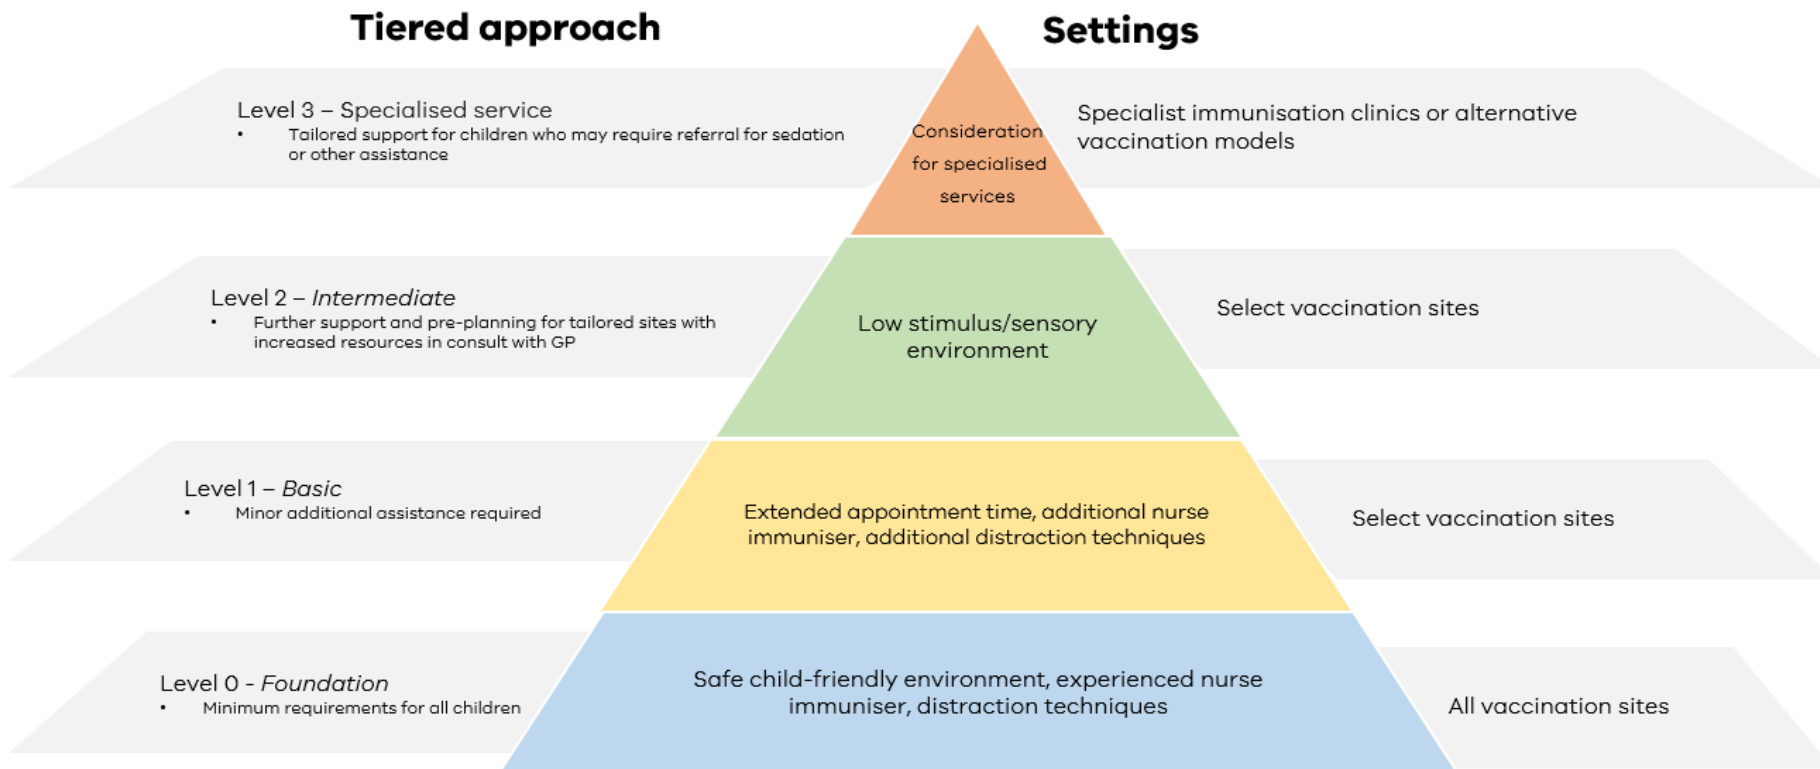 Tiered approach
Settings
Level 3 – Specialised service
• Tailored support for children who may require referral for sedation
or other assistance
Consideration
for specialised
services
Specialist immunisation clinics or alternative
vaccination models
Level 2 – Intermediate
• Further support and pre-planning for tailored sites with
increased resources in consult with GP
Low stimulus/sensory
environment
Select vaccination sites
Level 1 – Basic
• Minor additional assistance required
Extended appointment time, additional nurse
immuniser, additional distraction techniques
Select vaccination sites
Level 0 - Foundation
• Minimum requirements for all children
Safe child-friendly environment, experienced nurse
immuniser, distraction techniques
All vaccination sites